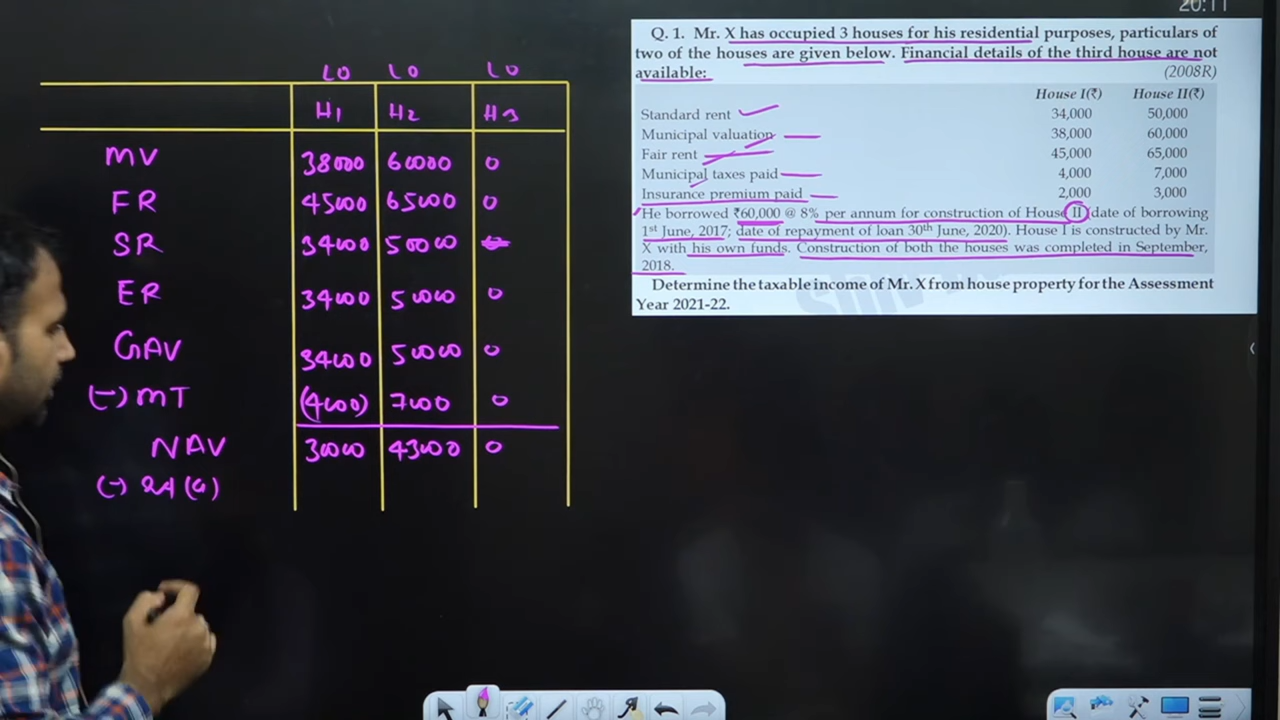 20:11
Q. 1. Mr. X has occupied 3 houses for his residential purposes, particulars of
two of the houses are given below. Financial details of the third house are not
available: (2008R)
House I(₹) House II(₹)
Standard rent 34,000 50,000
Municipal valuation 38,000 60,000
Fair rent 45,000 65,000
Municipal taxes paid 4,000 7,000
Insurance premium paid 2,000 3,000
He borrowed ₹60,000 @ 8% per annum for construction of House II date of borrowing
1st June, 2017; date of repayment of loan 30th June, 2020). House I is constructed by Mr.
X with his own funds. Construction of both the houses was completed in September,
2018.
Determine the taxable income of Mr. X from house property for the Assessment
Year 2021-22.
LO LO LO
H1 H2 H3
MV 38000 60000 0
FR 45000 65000 0
SR 34000 50000
ER 34000 50000 0
GAV 34000 50000 0
(-) MT (4000) 7000 0
NAV 30000 43000 0
(-) 24(a)